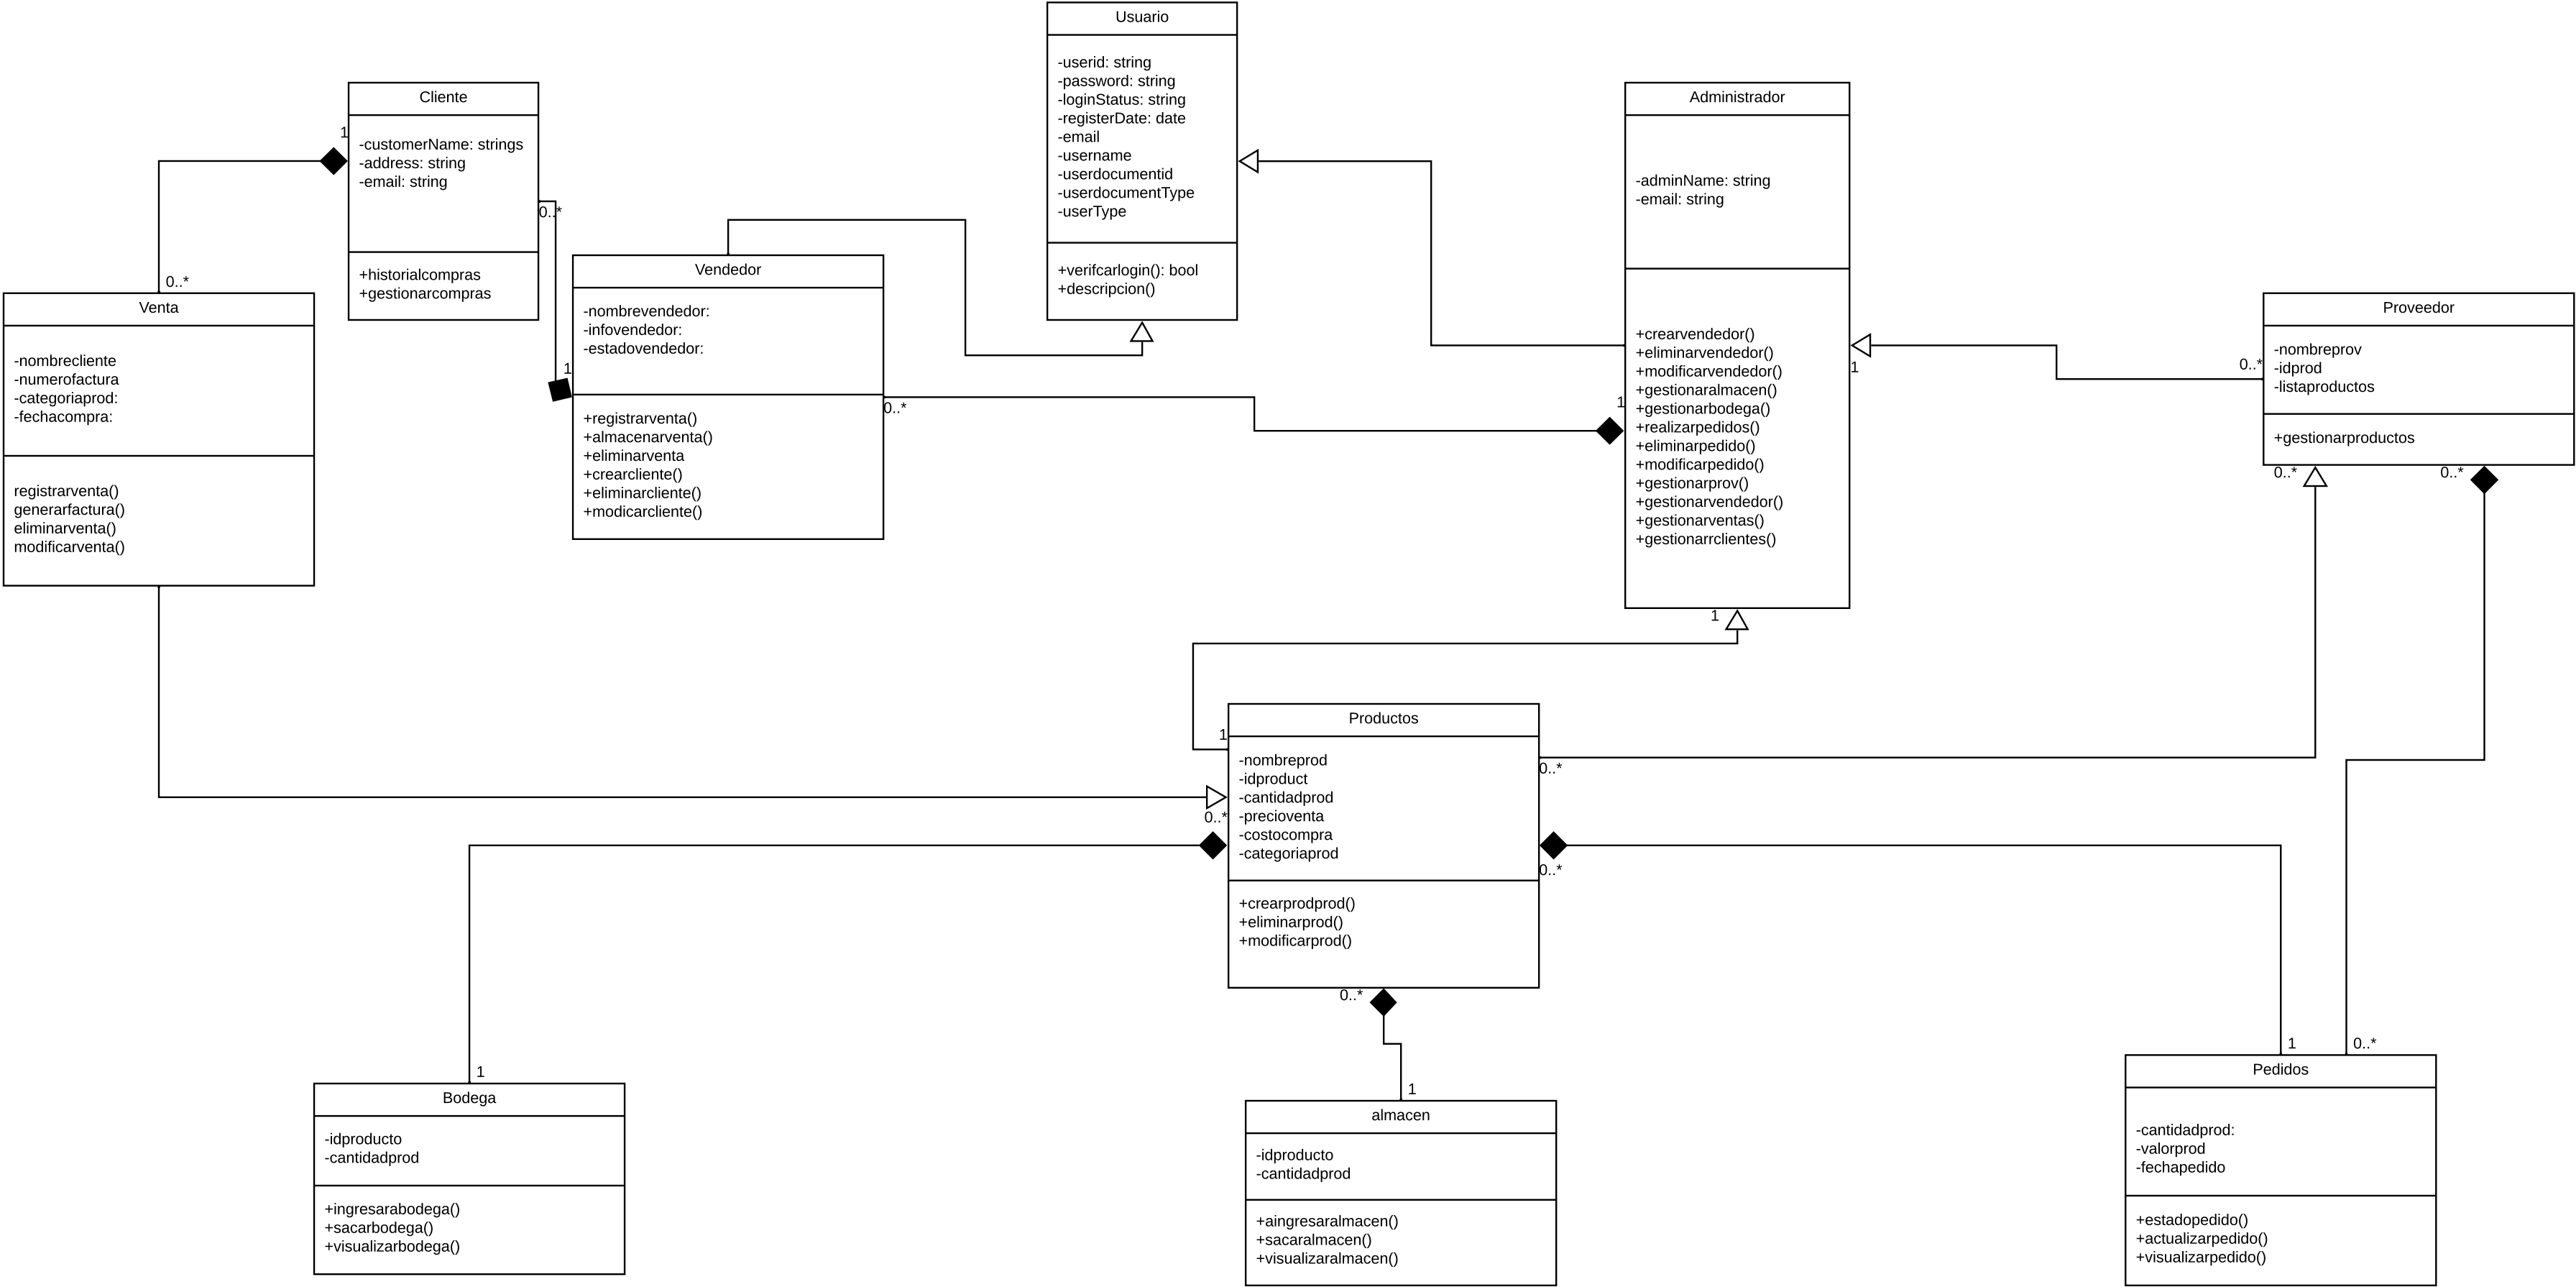 Usuario
-userid: string
-password: string
-loginStatus: string
-registerDate: date
-email
-username
-userdocumentid
-userdocumentType
-userType
+verifcarlogin(): bool
+descripcion()
Cliente
-customerName: strings
-address: string
-email: string
+historialcompras
+gestionarcompras
1
0..*
0..*
1
Administrador
-adminName: string
-email: string
+crearvendedor()
+eliminarvendedor()
+modificarvendedor()
+gestionaralmacen()
+gestionarbodega()
+realizarpedidos()
+eliminarpedido()
+modificarpedido()
+gestionarprov()
+gestionarvendedor()
+gestionarventas()
+gestionarrclientes()
Vendedor
-nombrevendedor:
-infovendedor:
-estadovendedor:
+registrarventa()
+almacenarventa()
+eliminarventa
+crearcliente()
+eliminarcliente()
+modicarcliente()
0..*
1
Venta
-nombrecliente
-numerofactura
-categoriaprod:
-fechacompra:
registrarventa()
generarfactura()
eliminarventa()
modificarventa()
Proveedor
-nombreprov
-idprod
-listaproductos
+gestionarproductos
1
0..*
0..*
0..*
1
1
Productos
-nombreprod
-idproduct
-cantidadprod
-precioventa
-costocompra
-categoriaprod
+crearprodprod()
+eliminarprod()
+modificarprod()
0..*
0..*
0..*
0..*
1
1
1
0..*
Bodega
-idproducto
-cantidadprod
+ingresarabodega()
+sacarbodega()
+visualizarbodega()
almacen
-idproducto
-cantidadprod
+aingresaralmacen()
+sacaralmacen()
+visualizaralmacen()
Pedidos
-cantidadprod:
-valorprod
-fechapedido
+estadopedido()
+actualizarpedido()
+visualizarpedido()